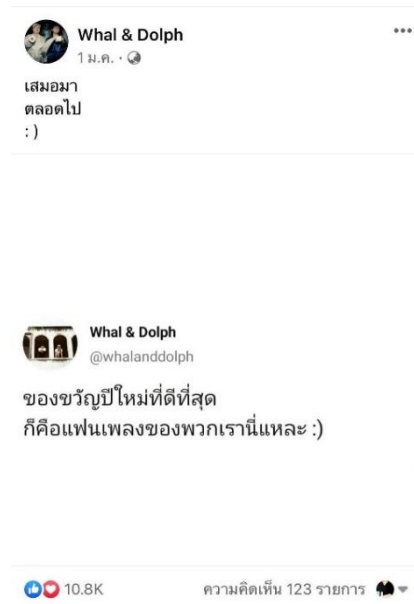 Whal & Dolph
1 ม.ค. ·
เสมอมา
ตลอดไป
: )
Whal & Dolph
@whalanddolph
ของขวัญปีใหม่ที่ดีที่สุด
ก็คือแฟนเพลงของพวกเรานี่แหละ :)
10.8K ความคิดเห็น 123 รายการ